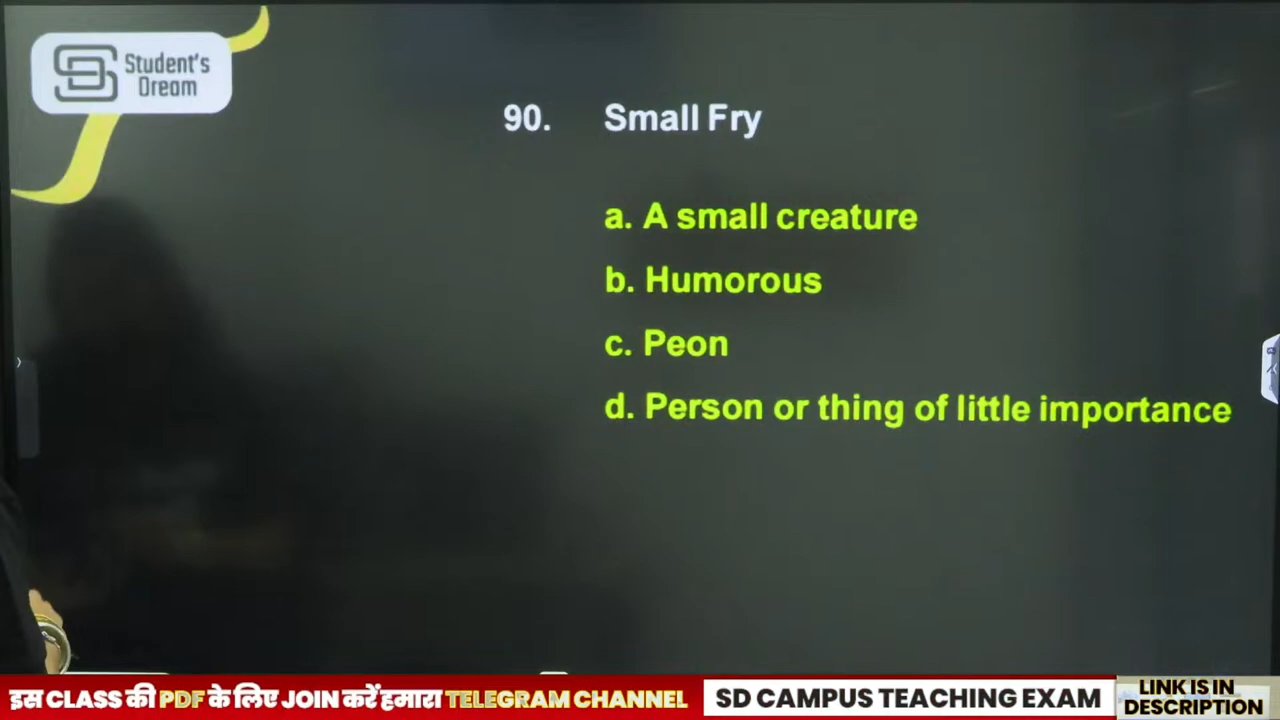 Student's
Dream
90. Small Fry
a. A small creature
b. Humorous
c. Peon
d. Person or thing of little importance
इस CLASS की PDF के लिए JOIN करें हमारा TELEGRAM CHANNEL
SD CAMPUS TEACHING EXAM
LINK IS IN
DESCRIPTION